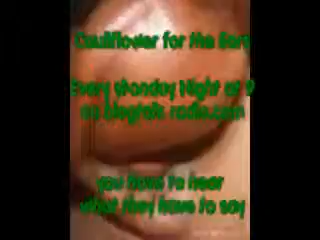 Cauliflower for the Ears
Every Monday Night at 9
on blogtalk radio.com
you have to hear
what they have to say